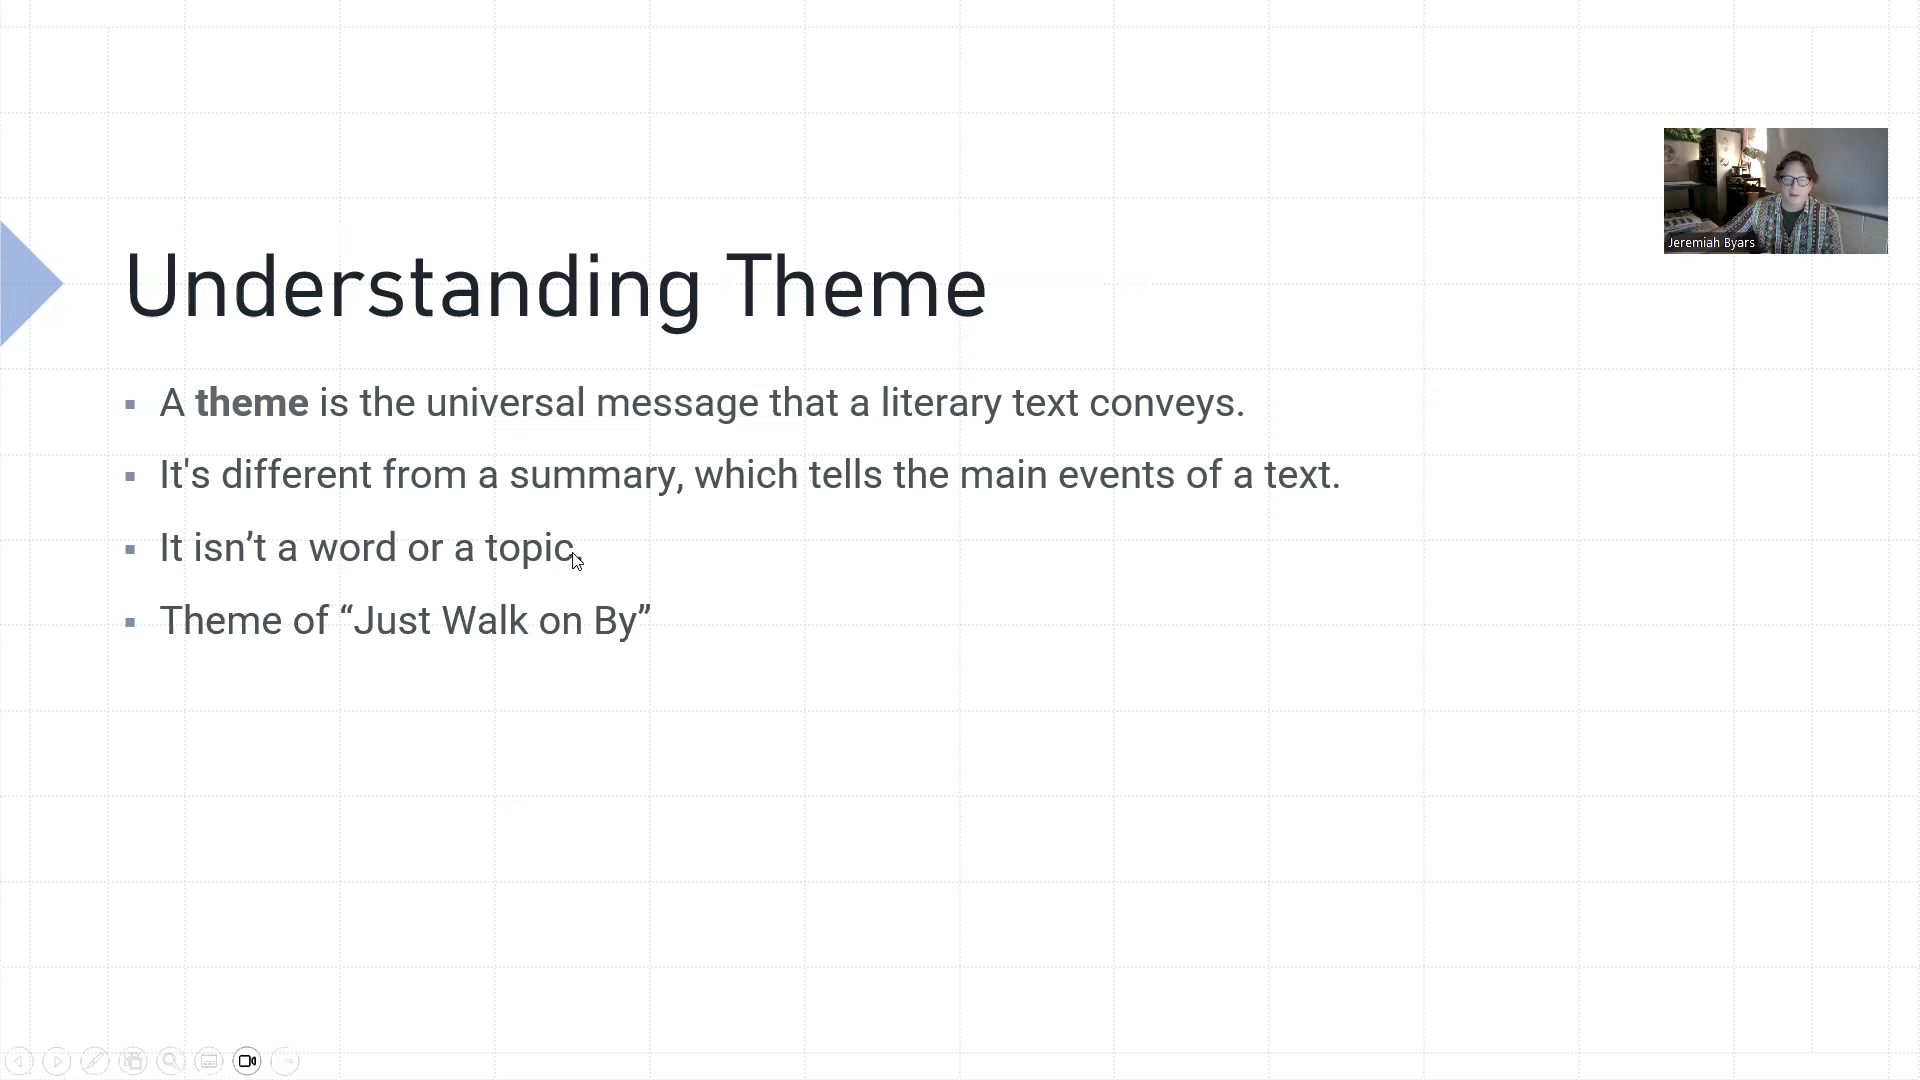 Understanding Theme
A theme is the universal message that a literary text conveys.
It's different from a summary, which tells the main events of a text.
It isn’t a word or a topic.
Theme of “Just Walk on By”
Jeremiah Byars